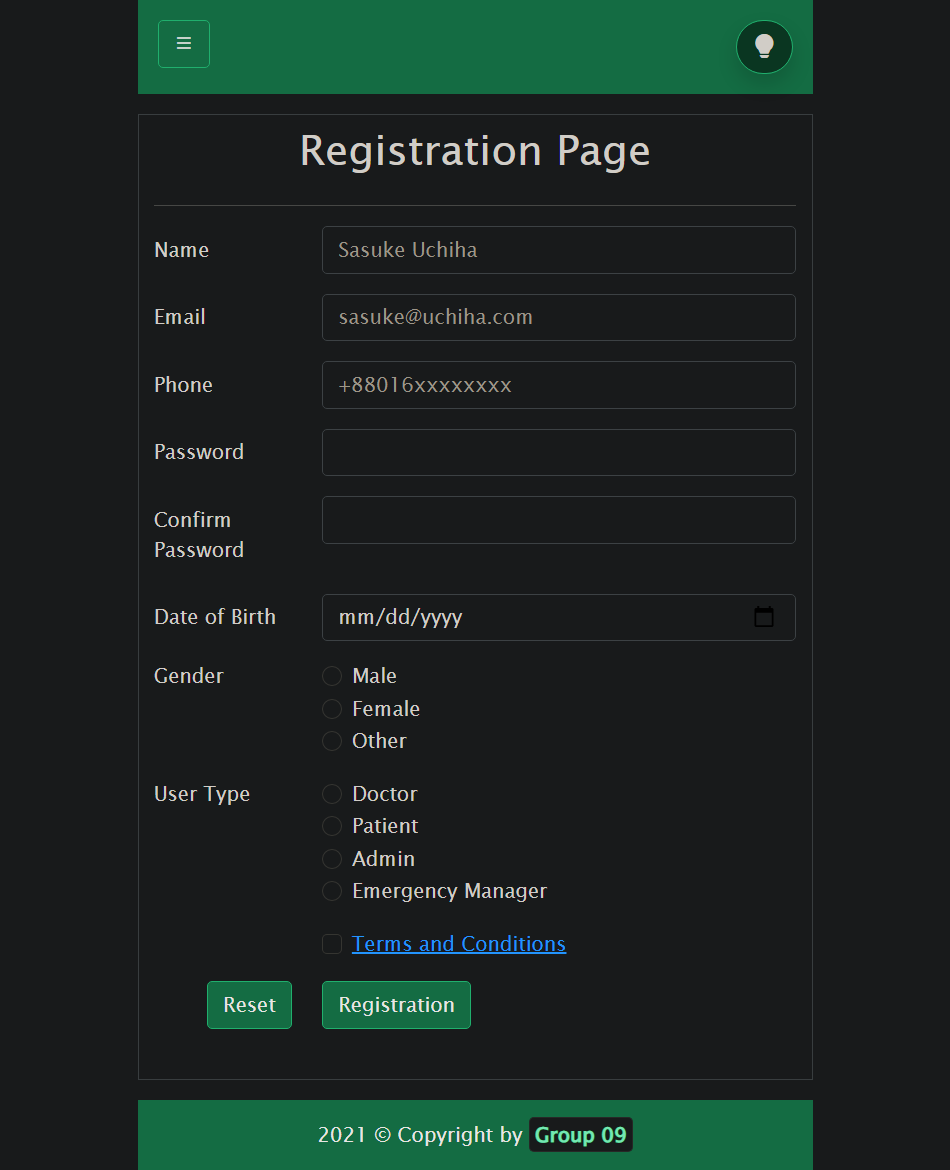 Registration Page
Name
Sasuke Uchiha
Email
sasuke@uchiha.com
Phone
+88016xxxxxxxx
Password
Confirm
Password
Date of Birth
mm/dd/yyyy
Gender
Male
Female
Other
User Type
Doctor
Patient
Admin
Emergency Manager
Terms and Conditions
Reset
Registration
2021 © Copyright by Group 09